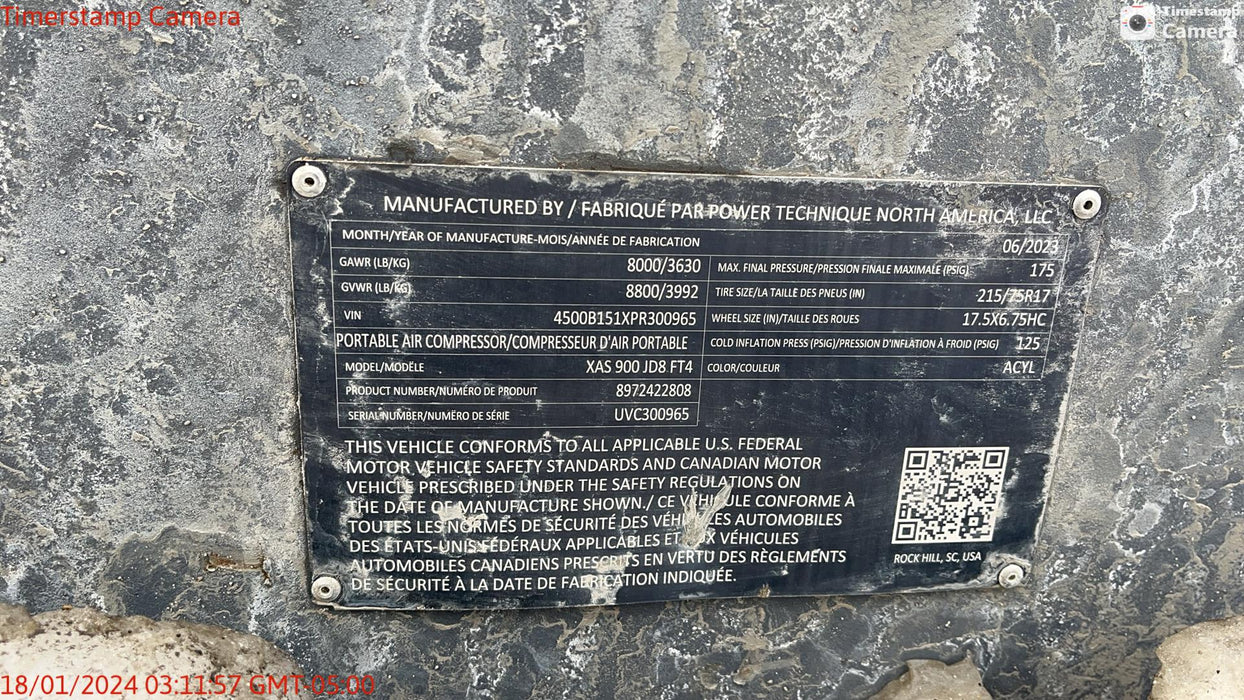 Timerstamp Camera
Timestamp
Camera
MANUFACTURED BY / FABRIQUÉ PAR POWER TECHNIQUE NORTH AMERICA, LLC
MONTH/YEAR OF MANUFACTURE-MOIS/ANNÉE DE FABRICATION 06/2023
GAWR (LB/KG) 8000/3630 MAX. FINAL PRESSURE/PRESSION FINALE MAXIMALE (PSIG) 175
GVWR (LB/KG) 8800/3992 TIRE SIZE/LA TAILLE DES PNEUS (IN) 215/75R17
VIN 4500B151XPR300965 WHEEL SIZE (IN)/TAILLE DES ROUES 17.5X6.75HC
PORTABLE AIR COMPRESSOR/COMPRESSEUR D'AIR PORTABLE COLD INFLATION PRESS (PSIG)/PRESSION D'INFLATION À FROID (PSIG) 125
MODEL/MODÈLE XAS 900 JD8 FT4 COLOR/COULEUR ACYL
PRODUCT NUMBER/NUMÉRO DE PRODUIT 8972422808
SERIAL NUMBER/NUMÉRO DE SÉRIE UVC300965
THIS VEHICLE CONFORMS TO ALL APPLICABLE U.S. FEDERAL
MOTOR VEHICLE SAFETY STANDARDS AND CANADIAN MOTOR
VEHICLE PRESCRIBED UNDER THE SAFETY REGULATIONS ON
THE DATE OF MANUFACTURE SHOWN./ CE VÉHICULE CONFORME À
TOUTES LES NORMES DE SÉCURITÉ DES VÉHICULES AUTOMOBILES
DES ÉTATS-UNIS FÉDÉRAUX APPLICABLES ET AUX VÉHICULES
AUTOMOBILES CANADIENS PRESCRITS EN VERTU DES RÈGLEMENTS
DE SÉCURITÉ À LA DATE DE FABRICATION INDIQUÉE.
ROCK HILL, SC, USA
18/01/2024 03:11:57 GMT-05:00